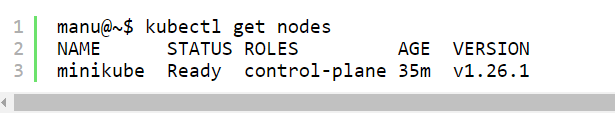 1 manu@~$ kubectl get nodes
2 NAME STATUS ROLES AGE VERSION
3 minikube Ready control-plane 35m v1.26.1